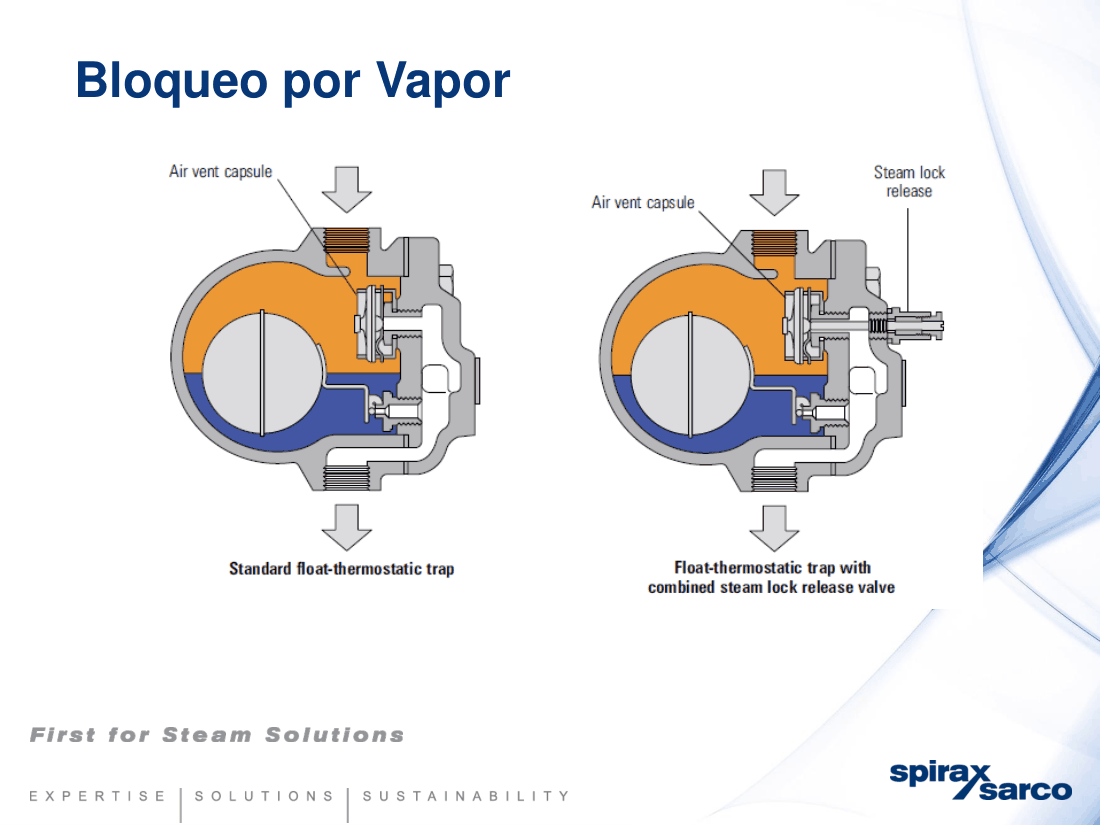 Bloqueo por Vapor
Air vent capsule
Air vent capsule
Steam lock
release
Standard float-thermostatic trap
Float-thermostatic trap with
combined steam lock release valve
First for Steam Solutions
EXPERTISE
SOLUTIONS
SUSTAINABILITY
spirax
sarco